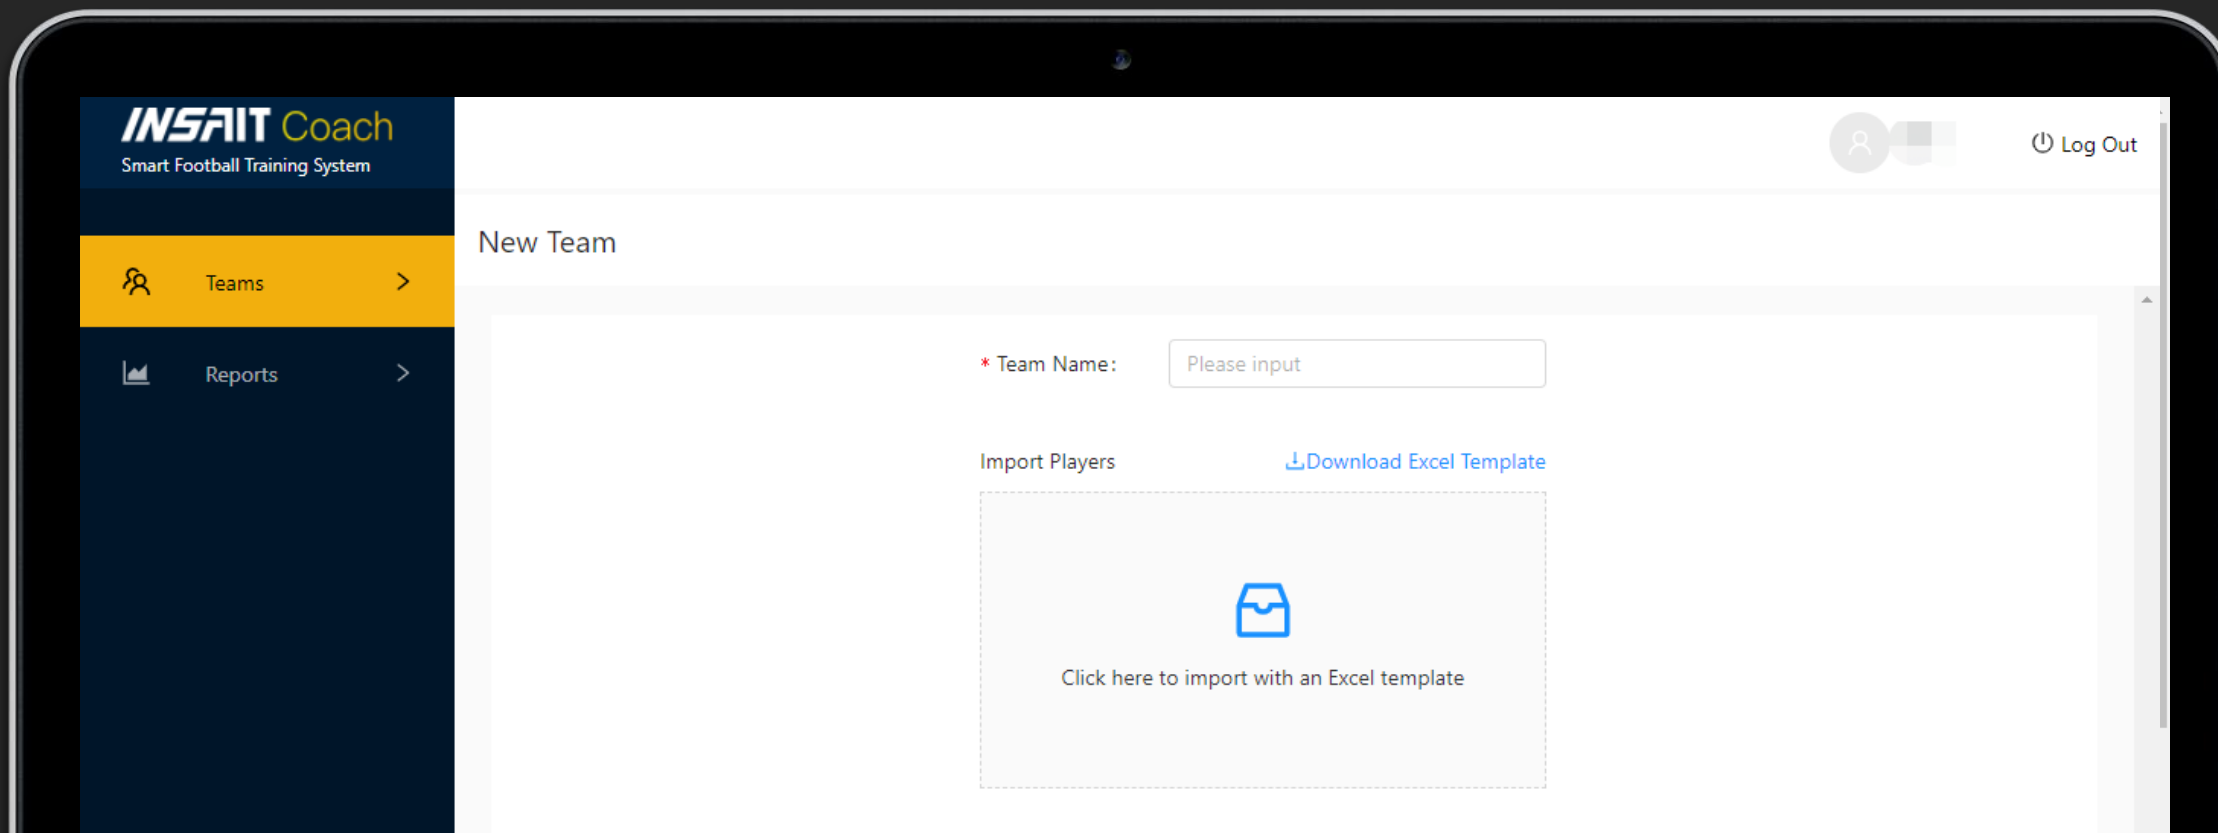 INSAIT Coach
Smart Football Training System
Log Out
Teams
Reports
New Team
* Team Name:
Please input
Import Players
Download Excel Template
Click here to import with an Excel template